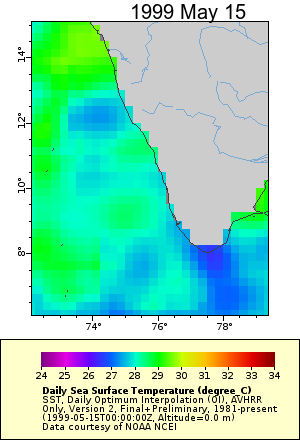 1999 May 15
14°
12°
10°
8°
74° 76° 78°
24 25 26 27 28 29 30 31 32 33 34
Daily Sea Surface Temperature (degree_C)
SST, Daily Optimum Interpolation (OI), AVHRR
Only, Version 2, Final+Preliminary, 1981-present
(1999-05-15T00:00:00Z, Altitude=0.0 m)
Data courtesy of NOAA NCEI